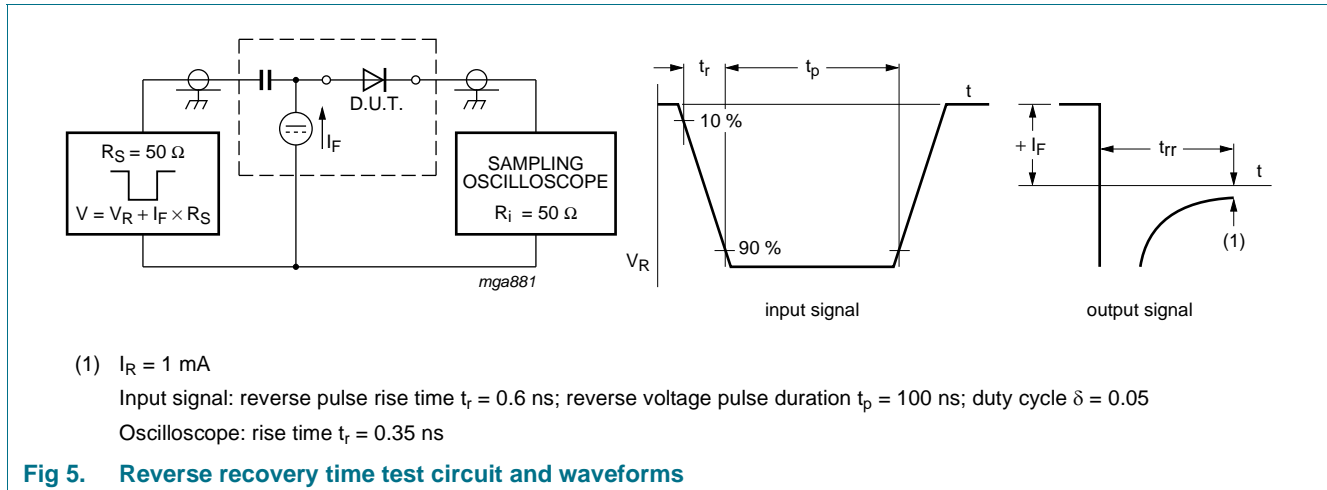 D.U.T.
I_F
R_S = 50 Ω
V = V_R + I_F × R_S
SAMPLING
OSCILLOSCOPE
R_i = 50 Ω
mga881
t_r
t_p
t
10 %
90 %
V_R
input signal
+ I_F
t_rr
t
(1)
output signal
(1) I_R = 1 mA
Input signal: reverse pulse rise time t_r = 0.6 ns; reverse voltage pulse duration t_p = 100 ns; duty cycle δ = 0.05
Oscilloscope: rise time t_r = 0.35 ns
Fig 5. Reverse recovery time test circuit and waveforms